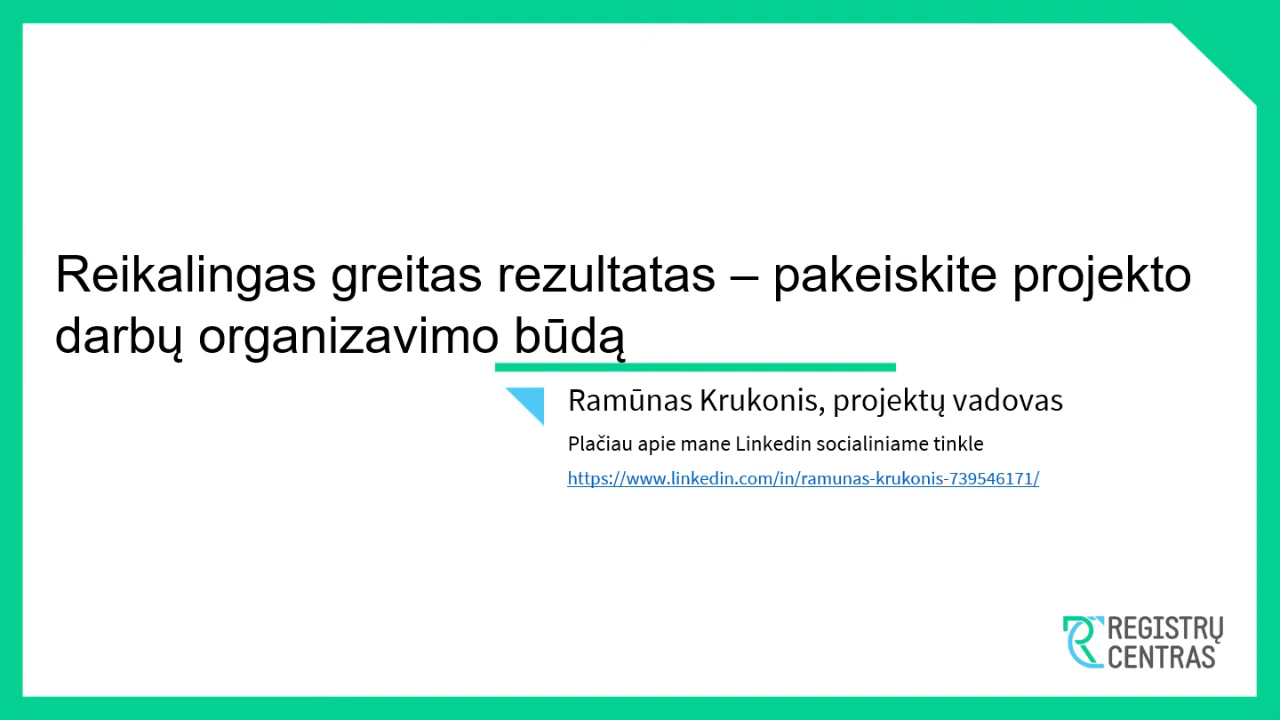 Reikalingas greitas rezultatas – pakeiskite projekto
darbų organizavimo būdą
Ramūnas Krukonis, projektų vadovas
Plačiau apie mane Linkedin socialiniame tinkle
https://www.linkedin.com/in/ramunas-krukonis-739546171/
REGISTRŲ
CENTRAS